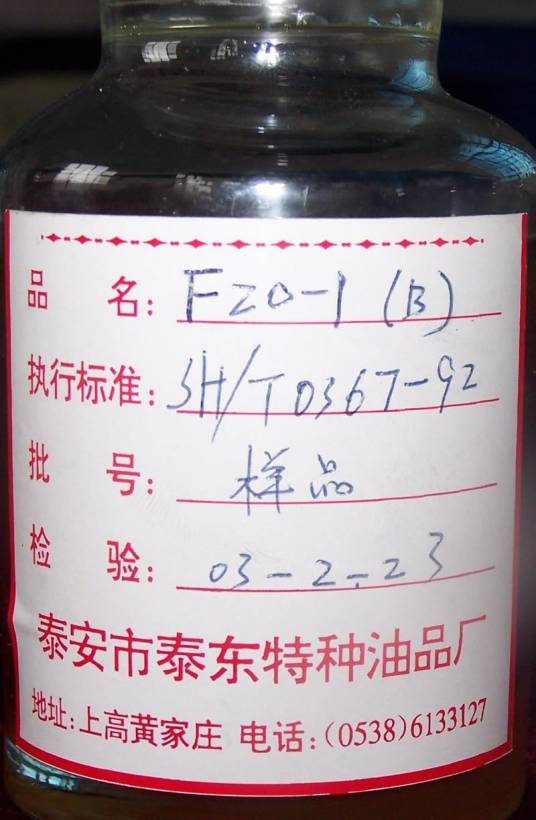 品 名: FZD-1 (B)
执行标准: SH/T0367-92
批 号: 样品
检 验: 03-2-23
泰安市泰东特种油品厂
地址: 上高黄家庄 电话: (0538)6133127